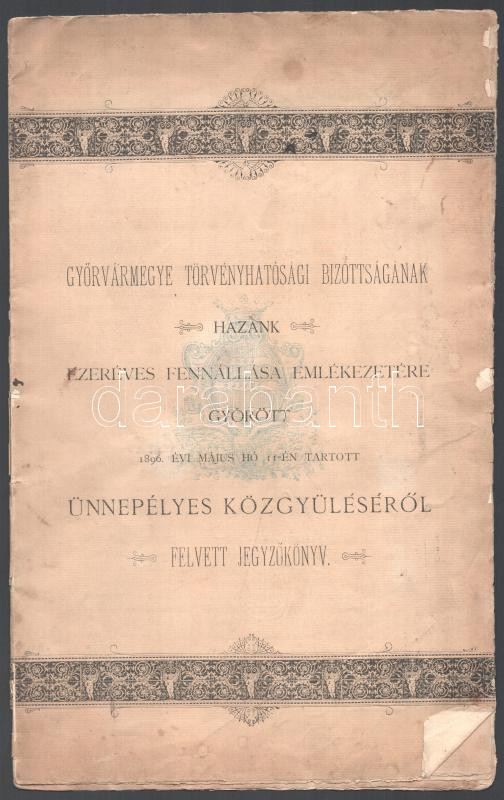 GYŐRVÁRMEGYE TÖRVÉNYHATÓSÁGI BIZOTTSÁGÁNAK
HAZÁNK
EZERÉVES FENNÁLLÁSA EMLÉKEZETÉRE
GYŐRÖTT
darabanth
1896. ÉVI MÁJUS HÓ 11-ÉN TARTOTT
ÜNNEPÉLYES KÖZGYÜLÉSÉRŐL
FELVETT JEGYZŐKÖNYV.